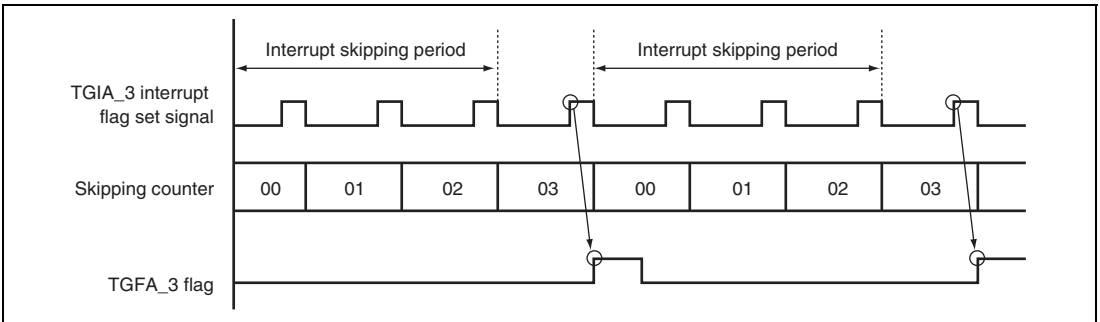 Interrupt skipping period Interrupt skipping period
TGIA_3 interrupt
flag set signal
Skipping counter 00 01 02 03 00 01 02 03
TGFA_3 flag